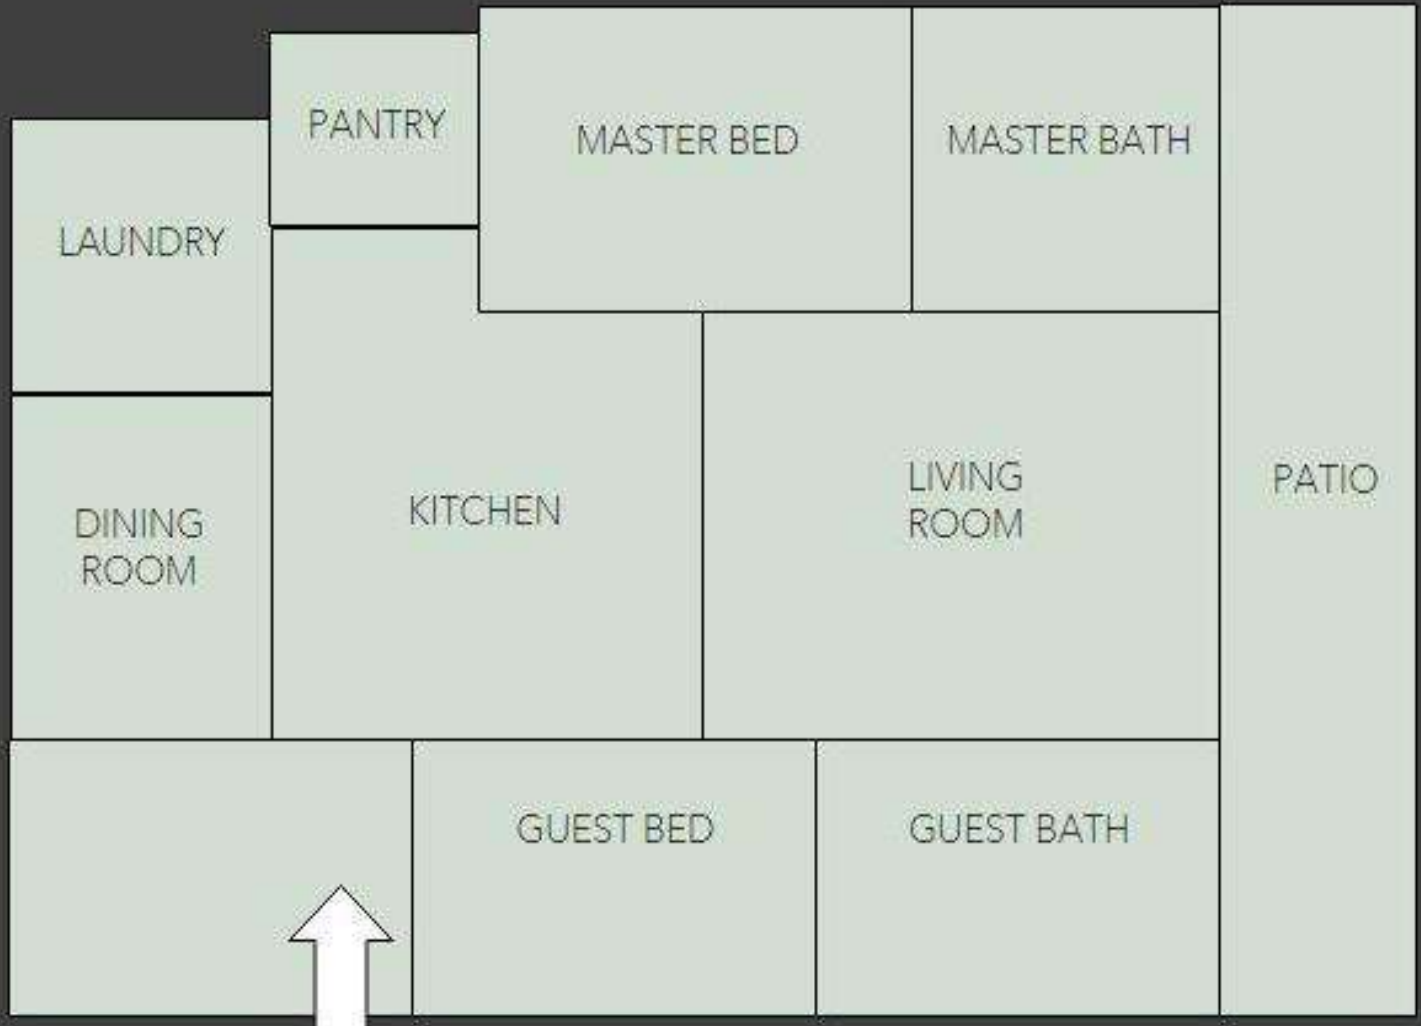 PANTRY
MASTER BED
MASTER BATH
LAUNDRY
DINING
ROOM
KITCHEN
LIVING
ROOM
PATIO
GUEST BED
GUEST BATH